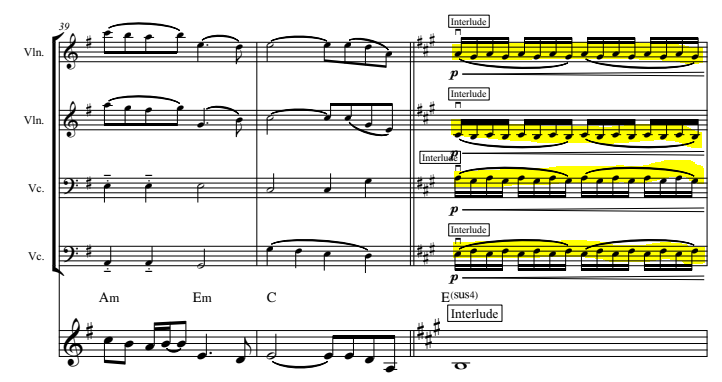 39
Interlude
Vln.
p
Interlude
Vln.
p
Interlude
Vc.
p
Interlude
Vc.
p
Am Em C E(sus4)
Interlude